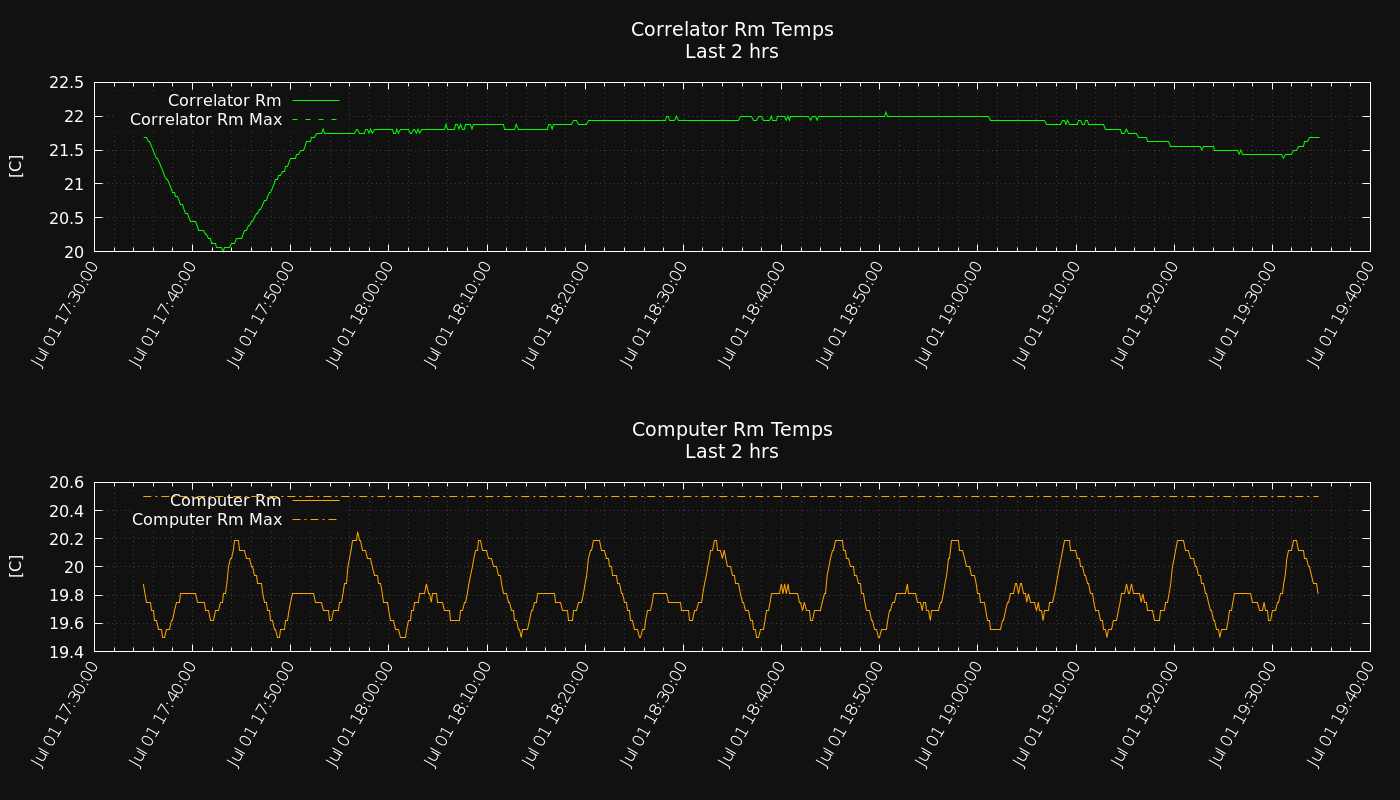 Correlator Rm Temps
Last 2 hrs
22.5
22
21.5
21
20.5
20
[C]
Correlator Rm
Correlator Rm Max
Jul 01 17:30:00
Jul 01 17:40:00
Jul 01 17:50:00
Jul 01 18:00:00
Jul 01 18:10:00
Jul 01 18:20:00
Jul 01 18:30:00
Jul 01 18:40:00
Jul 01 18:50:00
Jul 01 19:00:00
Jul 01 19:10:00
Jul 01 19:20:00
Jul 01 19:30:00
Jul 01 19:40:00
Computer Rm Temps
Last 2 hrs
20.6
20.4
20.2
20
19.8
19.6
19.4
[C]
Computer Rm
Computer Rm Max
Jul 01 17:30:00
Jul 01 17:40:00
Jul 01 17:50:00
Jul 01 18:00:00
Jul 01 18:10:00
Jul 01 18:20:00
Jul 01 18:30:00
Jul 01 18:40:00
Jul 01 18:50:00
Jul 01 19:00:00
Jul 01 19:10:00
Jul 01 19:20:00
Jul 01 19:30:00
Jul 01 19:40:00